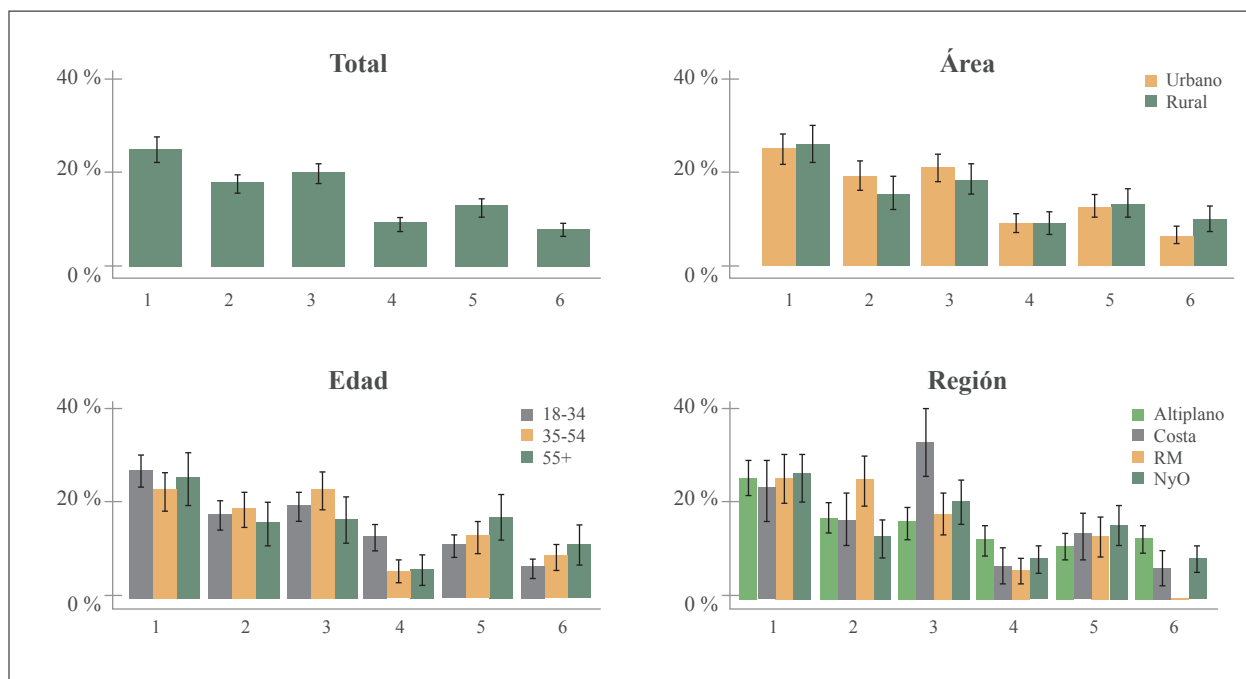 Total
40 %
20 %
0 %
1 2 3 4 5 6
Área
Urbano
Rural
40 %
20 %
0 %
1 2 3 4 5 6
Edad
18-34
35-54
55+
40 %
20 %
0 %
1 2 3 4 5 6
Región
Altiplano
Costa
RM
NyO
40 %
20 %
0 %
1 2 3 4 5 6